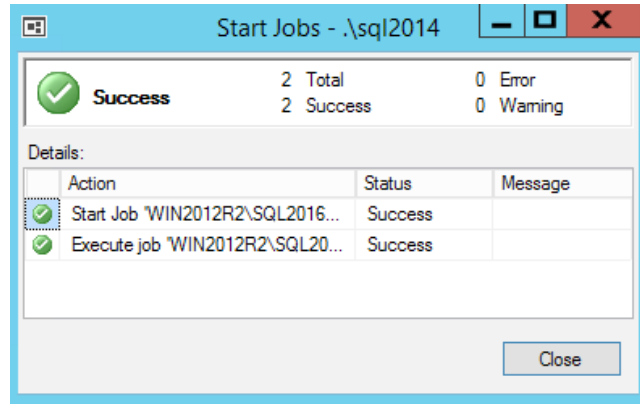 Start Jobs - .\sql2014
Success
2 Total 0 Error
2 Success 0 Warning
Details:
Action Status Message
Start Job 'WIN2012R2\SQL2016... Success
Execute job 'WIN2012R2\SQL20... Success
Close